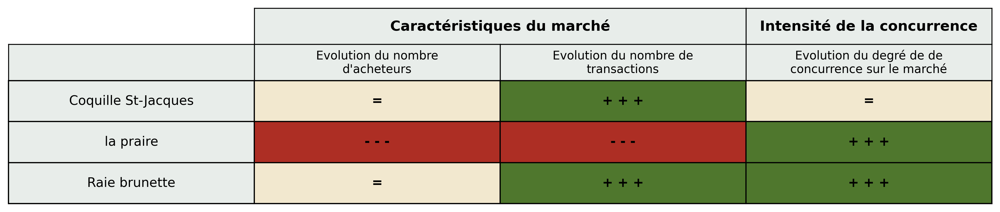 Caractéristiques du marché
Intensité de la concurrence
Evolution du nombre
d'acheteurs
Evolution du nombre de
transactions
Evolution du degré de de
concurrence sur le marché
Coquille St-Jacques
=
+ + +
=
la praire
- - -
- - -
+ + +
Raie brunette
=
+ + +
+ + +